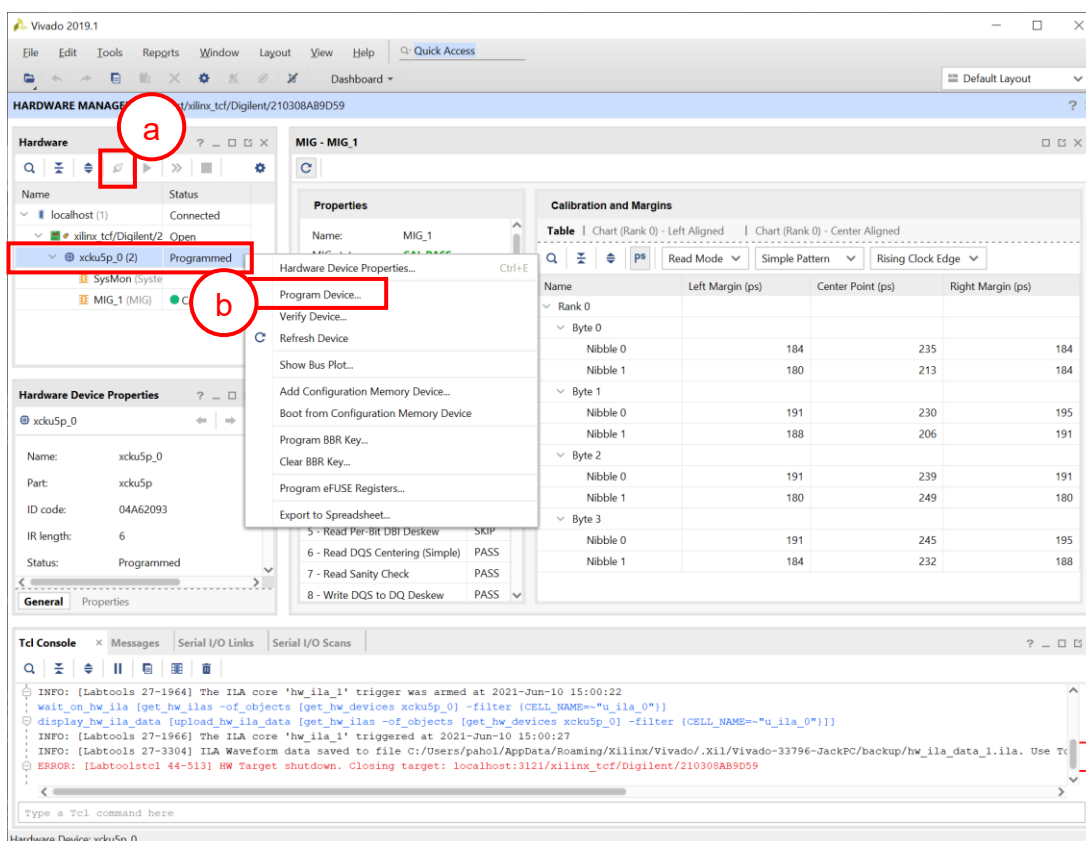 Vivado 2019.1
File Edit Tools Reports Window Layout View Help Quick Access
Dashboard
Default Layout
HARDWARE MANAGE t/xilinx_tcf/Digilent/210308AB9D59 ?
a
Hardware ?
Name Status
localhost (1) Connected
xilinx_tcf/Digilent/2 Open
xcku5p_0 (2) Programmed
SysMon (Syste
MIG_1 (MIG) C
b
Hardware Device Properties ?
xcku5p_0
Name: xcku5p_0
Part: xcku5p
ID code: 04A62093
IR length: 6
Status: Programmed
General Properties
Hardware Device Properties... Ctrl+E
Program Device...
Verify Device...
Refresh Device
Show Bus Plot...
Add Configuration Memory Device...
Boot from Configuration Memory Device
Program BBR Key...
Clear BBR Key...
Program eFUSE Registers...
Export to Spreadsheet...
MIG - MIG_1
Properties
Name: MIG_1
5 - Read Per-Bit DBI Deskew SKIP
6 - Read DQS Centering (Simple) PASS
7 - Read Sanity Check PASS
8 - Write DQS to DQ Deskew PASS
Calibration and Margins
Table | Chart (Rank 0) - Left Aligned | Chart (Rank 0) - Center Aligned
ps Read Mode Simple Pattern Rising Clock Edge
Name Left Margin (ps) Center Point (ps) Right Margin (ps)
Rank 0
Byte 0
Nibble 0 184 235 184
Nibble 1 180 213 184
Byte 1
Nibble 0 191 230 195
Nibble 1 188 206 191
Byte 2
Nibble 0 191 239 191
Nibble 1 180 249 180
Byte 3
Nibble 0 191 245 195
Nibble 1 184 232 188
Tcl Console × Messages Serial I/O Links Serial I/O Scans ?
INFO: [Labtools 27-1964] The ILA core 'hw_ila_1' trigger was armed at 2021-Jun-10 15:00:22
wait_on_hw_ila [get_hw_ilas -of_objects [get_hw_devices xcku5p_0] -filter {CELL_NAME=~"u_ila_0"}]
display_hw_ila_data [upload_hw_ila_data [get_hw_ilas -of_objects [get_hw_devices xcku5p_0] -filter {CELL_NAME=~"u_ila_0"}]]
INFO: [Labtools 27-1966] The ILA core 'hw_ila_1' triggered at 2021-Jun-10 15:00:27
INFO: [Labtools 27-3304] ILA Waveform data saved to file C:/Users/pahol/AppData/Roaming/Xilinx/Vivado/.Xil/Vivado-33796-JackPC/backup/hw_ila_data_1.ila. Use Tc
ERROR: [Labtoolstcl 44-513] HW Target shutdown. Closing target: localhost:3121/xilinx_tcf/Digilent/210308AB9D59
Type a Tcl command here
Hardware Device: xcku5p_0